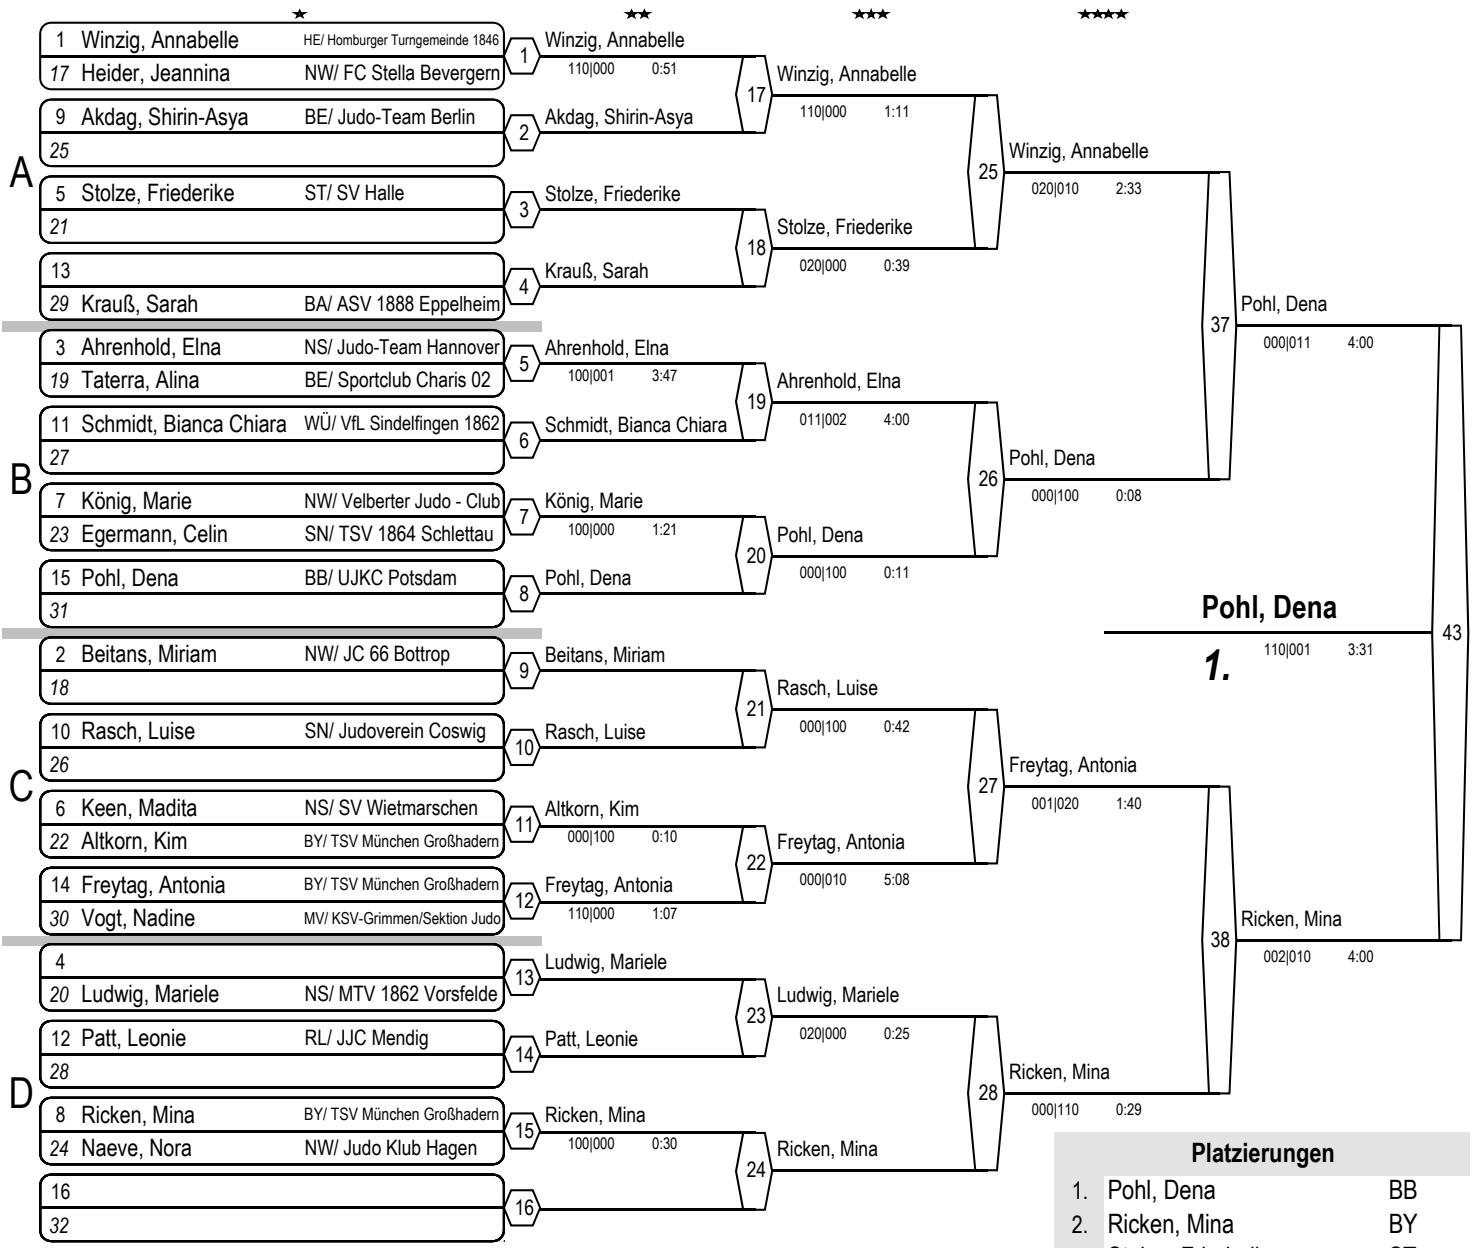 ★ ★★ ★★★ ★★★★
1 Winzig, Annabelle HE/ Homburger Turngemeinde 1846
17 Heider, Jeannina NW/ FC Stella Bevergern
1 Winzig, Annabelle
110|000 0:51
9 Akdag, Shirin-Asya BE/ Judo-Team Berlin
25
2 Akdag, Shirin-Asya
A
5 Stolze, Friederike ST/ SV Halle
21
3 Stolze, Friederike
13
29 Krauß, Sarah BA/ ASV 1888 Eppelheim
4 Krauß, Sarah
3 Ahrenhold, Elna NS/ Judo-Team Hannover
19 Taterra, Alina BE/ Sportclub Charis 02
5 Ahrenhold, Elna
100|001 3:47
11 Schmidt, Bianca Chiara WÜ/ VfL Sindelfingen 1862
27
6 Schmidt, Bianca Chiara
B
7 König, Marie NW/ Velberter Judo - Club
23 Egermann, Celin SN/ TSV 1864 Schlettau
7 König, Marie
100|000 1:21
15 Pohl, Dena BB/ UJKC Potsdam
31
8 Pohl, Dena
2 Beitans, Miriam NW/ JC 66 Bottrop
18
9 Beitans, Miriam
10 Rasch, Luise SN/ Judoverein Coswig
26
10 Rasch, Luise
C
6 Keen, Madita NS/ SV Wietmarschen
22 Altkorn, Kim BY/ TSV München Großhadern
11 Altkorn, Kim
000|100 0:10
14 Freytag, Antonia BY/ TSV München Großhadern
30 Vogt, Nadine MV/ KSV-Grimmen/Sektion Judo
12 Freytag, Antonia
110|000 1:07
4
20 Ludwig, Mariele NS/ MTV 1862 Vorsfelde
13 Ludwig, Mariele
12 Patt, Leonie RL/ JJC Mendig
28
14 Patt, Leonie
D
8 Ricken, Mina BY/ TSV München Großhadern
24 Naeve, Nora NW/ Judo Klub Hagen
15 Ricken, Mina
100|000 0:30
16
32
16
17 Winzig, Annabelle
110|000 1:11
18 Stolze, Friederike
020|000 0:39
19 Ahrenhold, Elna
011|002 4:00
20 Pohl, Dena
000|100 0:11
21 Rasch, Luise
000|100 0:42
22 Freytag, Antonia
000|010 5:08
23 Ludwig, Mariele
020|000 0:25
24 Ricken, Mina
25 Winzig, Annabelle
020|010 2:33
26 Pohl, Dena
000|100 0:08
27 Freytag, Antonia
001|020 1:40
28 Ricken, Mina
000|110 0:29
37 Pohl, Dena
000|011 4:00
38 Ricken, Mina
002|010 4:00
43 Pohl, Dena
1. 110|001 3:31
Platzierungen
1. Pohl, Dena BB
2. Ricken, Mina BY